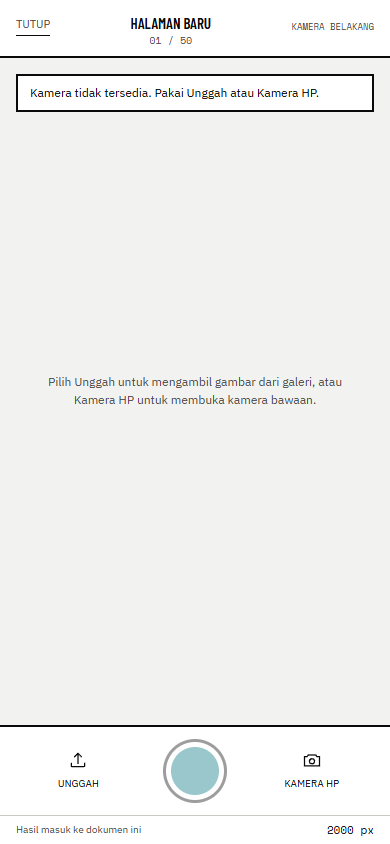 TUTUP
HALAMAN BARU
01 / 50
KAMERA BELAKANG
Kamera tidak tersedia. Pakai Unggah atau Kamera HP.
Pilih Unggah untuk mengambil gambar dari galeri, atau
Kamera HP untuk membuka kamera bawaan.
UNGGAH
KAMERA HP
Hasil masuk ke dokumen ini
2000 px